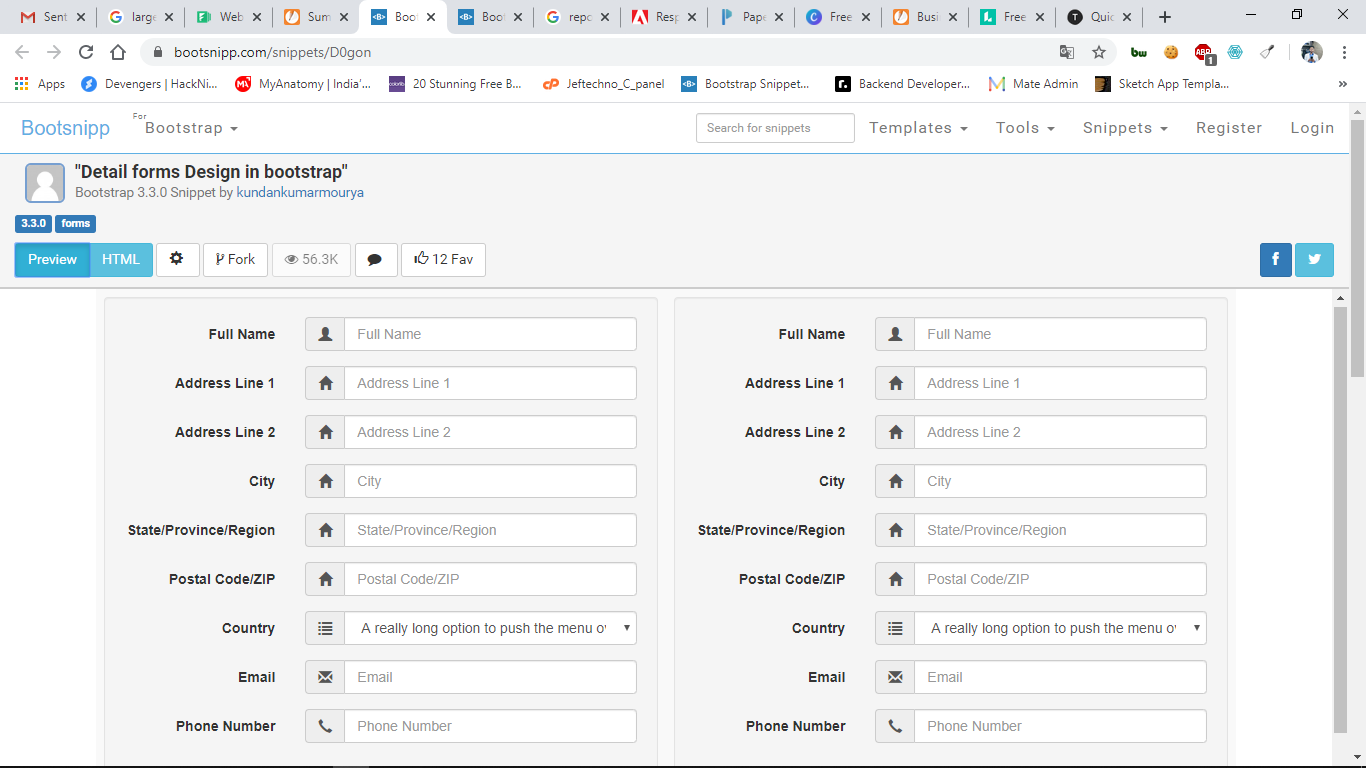 Sent large Web Sum Boot Boot repo Resp Pape Free Busi Free Quic
bootsnipp.com/snippets/D0gon
Apps Devengers | HackNi... MyAnatomy | India'... 20 Stunning Free B... Jeftechno_C_panel Bootstrap Snippet... Backend Developer... Mate Admin Sketch App Templa... »
Bootsnipp For Bootstrap Search for snippets Templates Tools Snippets Register Login
"Detail forms Design in bootstrap"
Bootstrap 3.3.0 Snippet by kundankumarmourya
3.3.0 forms
Preview HTML Fork 56.3K 12 Fav
Full Name Full Name Full Name Full Name
Address Line 1 Address Line 1 Address Line 1 Address Line 1
Address Line 2 Address Line 2 Address Line 2 Address Line 2
City City City City
State/Province/Region State/Province/Region State/Province/Region State/Province/Region
Postal Code/ZIP Postal Code/ZIP Postal Code/ZIP Postal Code/ZIP
Country A really long option to push the menu ov Country A really long option to push the menu ov
Email Email Email Email
Phone Number Phone Number Phone Number Phone Number